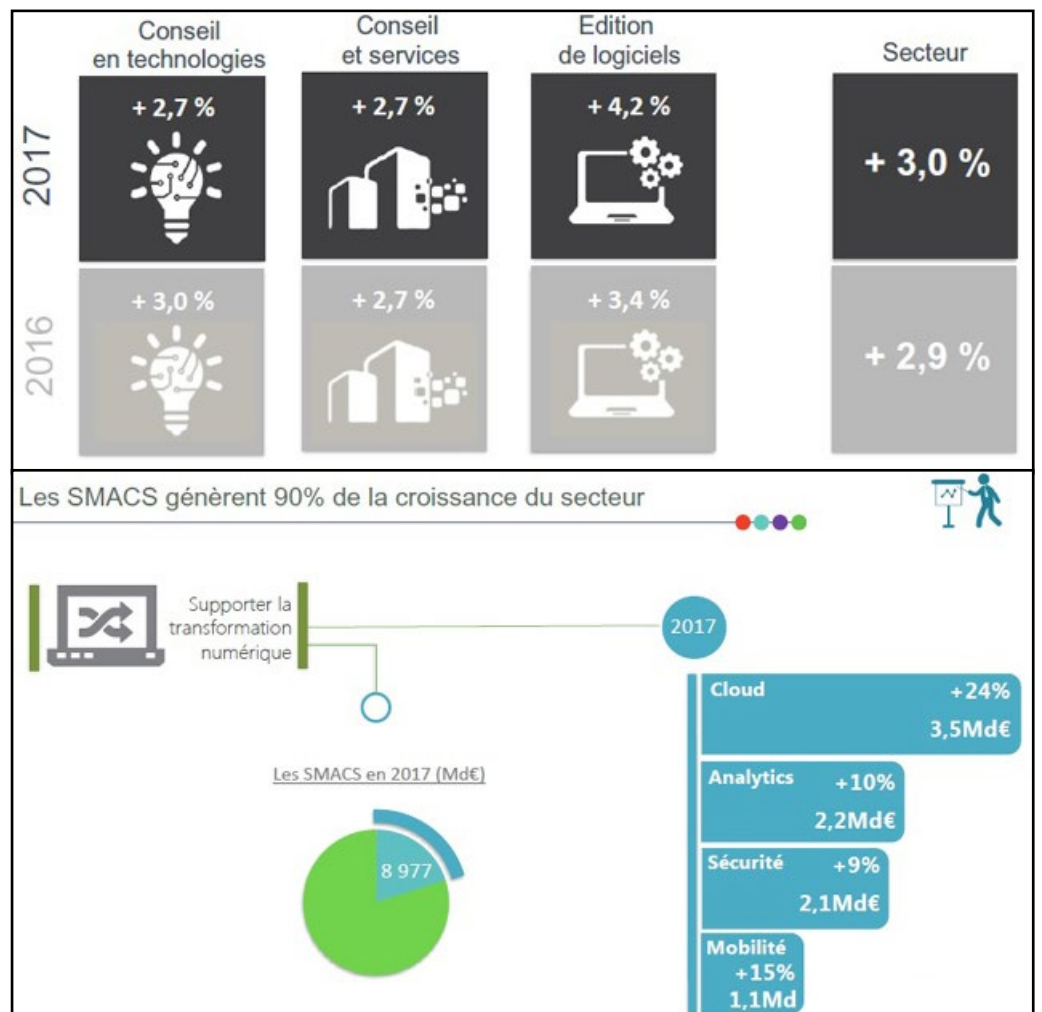 Conseil
en technologies
Conseil
et services
Edition
de logiciels
Secteur
2017
+ 2,7 %
+ 2,7 %
+ 4,2 %
+ 3,0 %
2016
+ 3,0 %
+ 2,7 %
+ 3,4 %
+ 2,9 %
Les SMACS génèrent 90% de la croissance du secteur
Supporter la
transformation
numérique
2017
Les SMACS en 2017 (Md€)
8 977
Cloud +24%
3,5Md€
Analytics +10%
2,2Md€
Sécurité +9%
2,1Md€
Mobilité
+15%
1,1Md